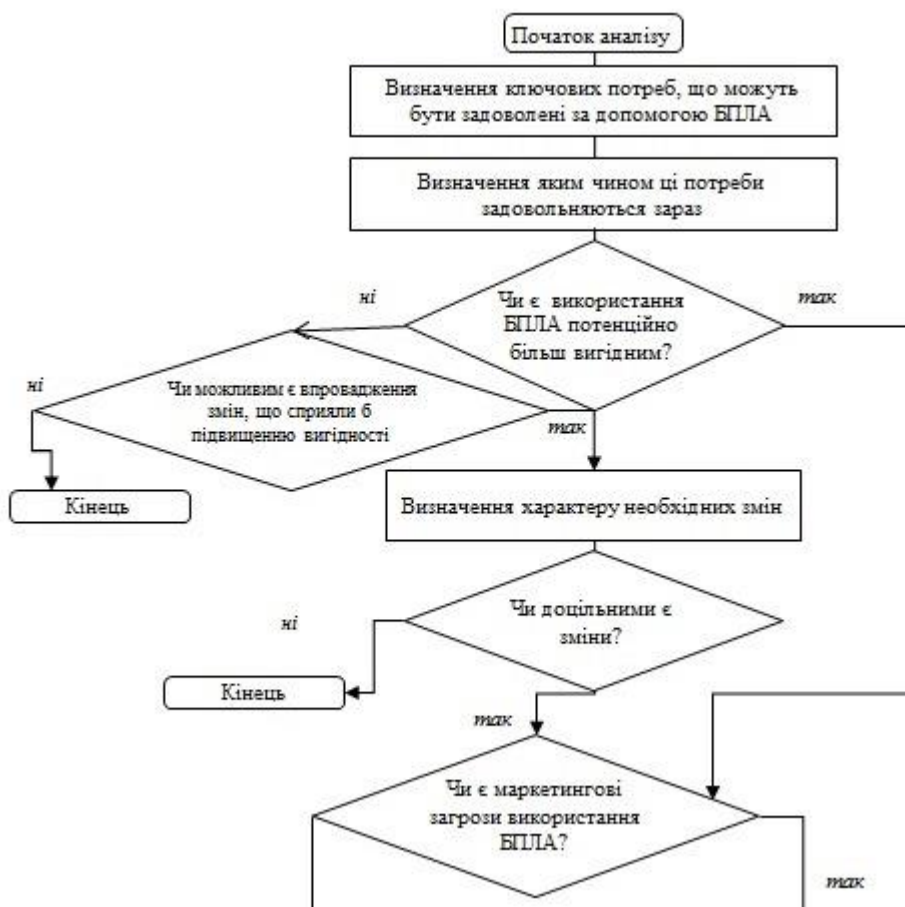 Початок аналізу
Визначення ключових потреб, що можуть
бути задоволені за допомогою БПЛА
Визначення яким чином ці потреби
задовольняються зараз
ні
Чи є використання
БПЛА потенційно
більш вигідним?
так
ні
Чи можливим є впровадження
змін, що сприяли б
підвищенню вигідності
так
Кінець
Визначення характеру необхідних змін
ні
Чи доцільними є
зміни?
Кінець
так
Чи є маркетингові
загрози використання
БПЛА?
так